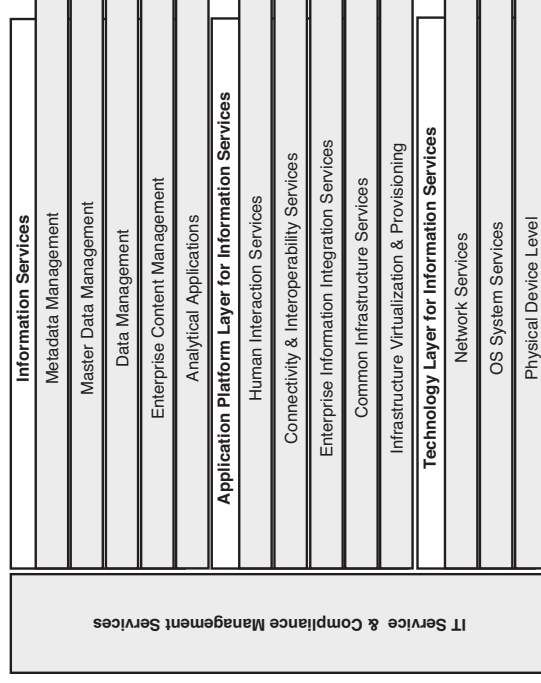 Information Services
Metadata Management
Master Data Management
Data Management
Enterprise Content Management
Analytical Applications
Application Platform Layer for Information Services
Human Interaction Services
Connectivity & Interoperability Services
Enterprise Information Integration Services
Common Infrastructure Services
Infrastructure Virtualization & Provisioning
Technology Layer for Information Services
Network Services
OS System Services
Physical Device Level
IT Service & Compliance Management Services